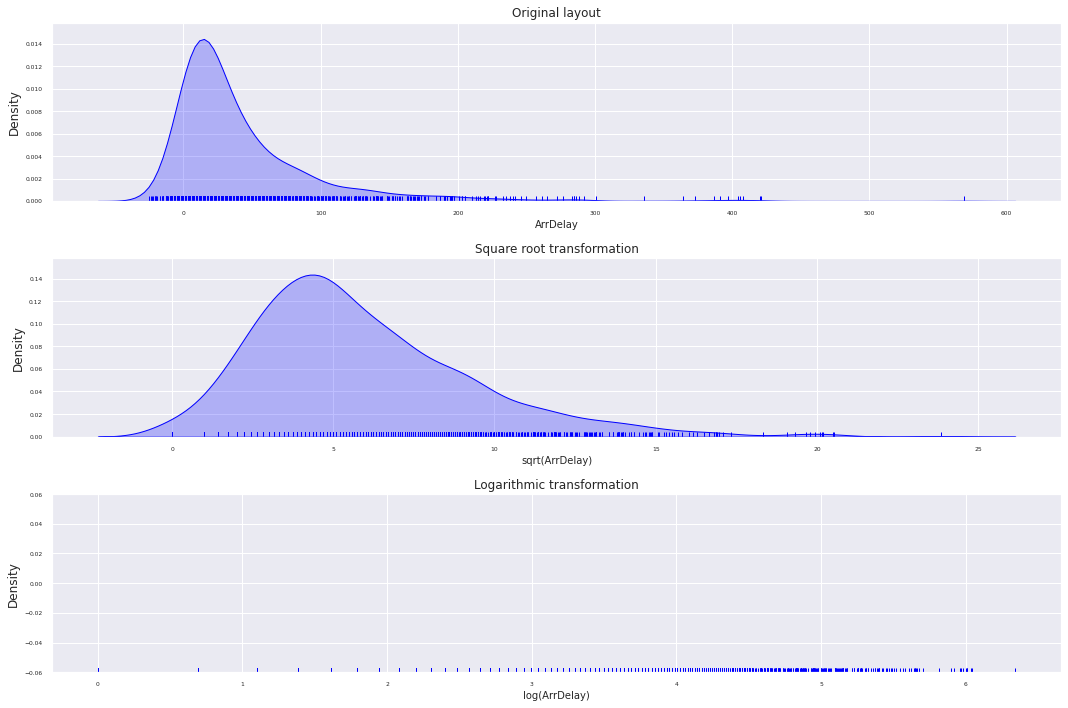 Original layout
0.014
0.012
0.010
0.008
0.006
0.004
0.002
0.000
Density
0 100 200 300 400 500 600
ArrDelay
Square root transformation
0.14
0.12
0.10
0.08
0.06
0.04
0.02
0.00
Density
0 5 10 15 20 25
sqrt(ArrDelay)
Logarithmic transformation
0.06
0.04
0.02
0.00
−0.02
−0.04
−0.06
Density
0 1 2 3 4 5 6
log(ArrDelay)